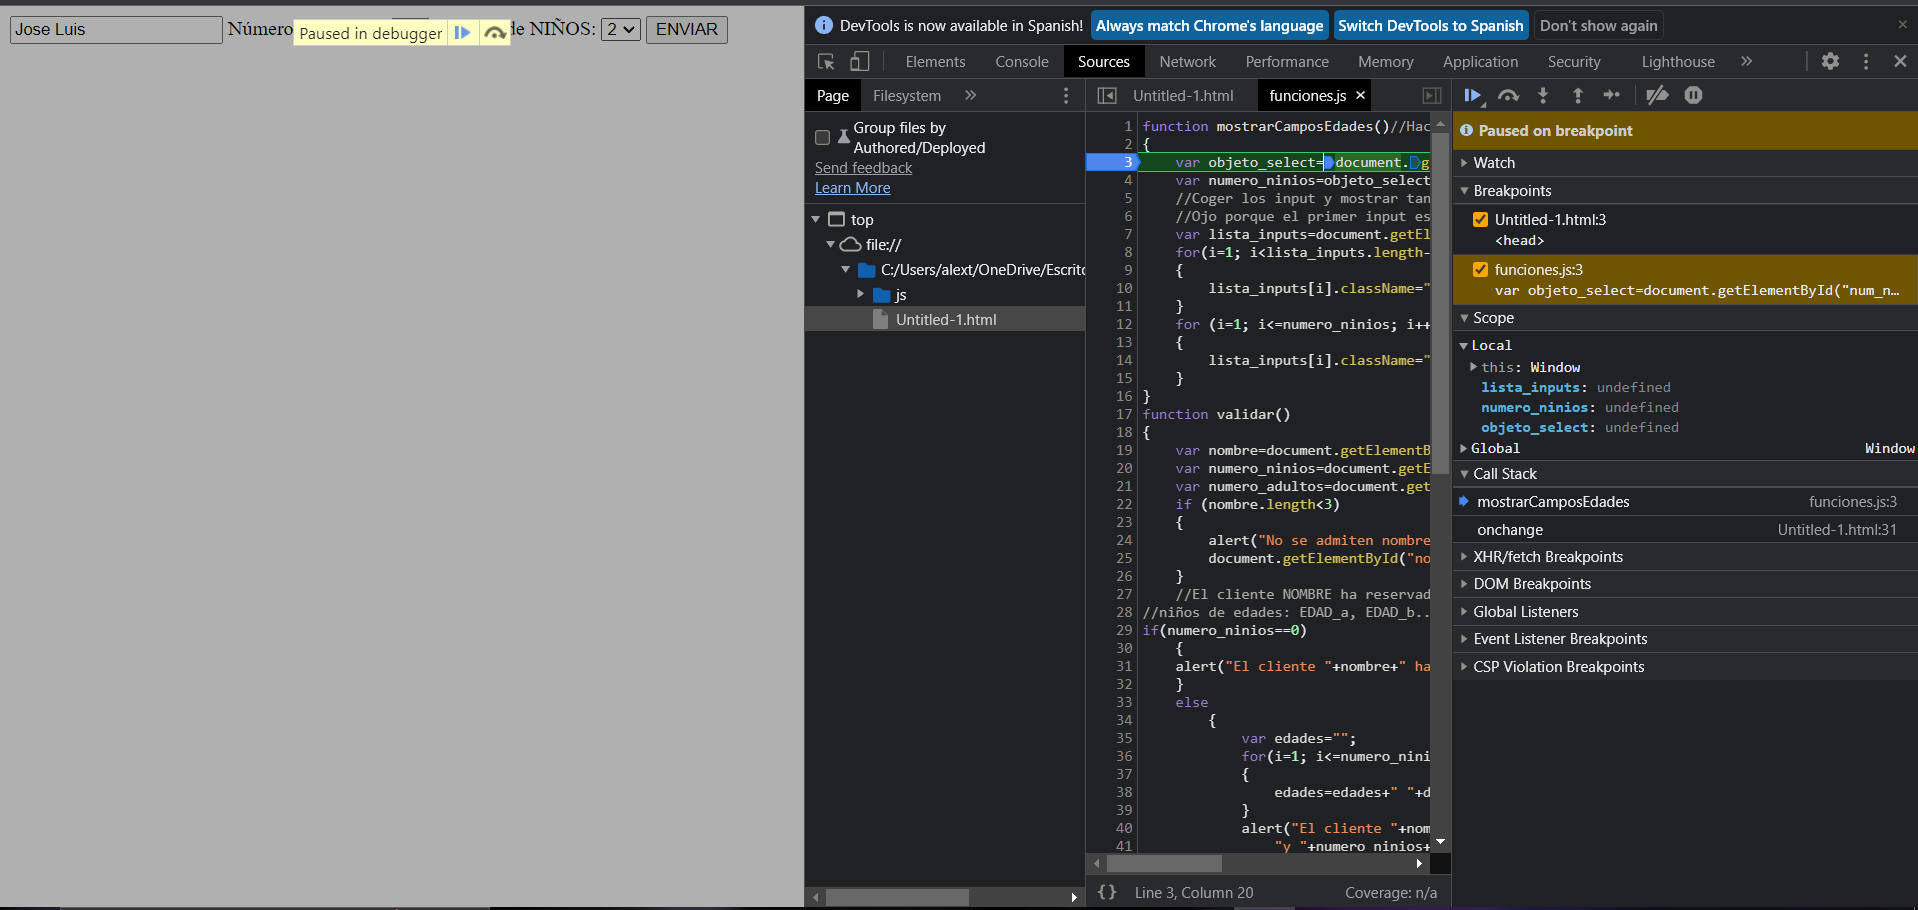 Jose Luis Número de NIÑOS: 2 ENVIAR
Paused in debugger
DevTools is now available in Spanish! Always match Chrome's language Switch DevTools to Spanish Don't show again
Elements Console Sources Network Performance Memory Application Security Lighthouse
Page Filesystem
Group files by
Authored/Deployed
Send feedback
Learn More
top
file://
C:/Users/alext/OneDrive/Escrito
js
Untitled-1.html
Untitled-1.html funciones.js
1 function mostrarCamposEdades()//Hac
2 {
3 var objeto_select=document.g
4 var numero_ninios=objeto_select
5 //Coger los input y mostrar tan
6 //Ojo porque el primer input es
7 var lista_inputs=document.getEl
8 for(i=1; i<lista_inputs.length-
9 {
10 lista_inputs[i].className="
11 }
12 for (i=1; i<=numero_ninios; i++
13 {
14 lista_inputs[i].className="
15 }
16 }
17 function validar()
18 {
19 var nombre=document.getElementB
20 var numero_ninios=document.getE
21 var numero_adultos=document.get
22 if (nombre.length<3)
23 {
24 alert("No se admiten nombre
25 document.getElementById("no
26 }
27 //El cliente NOMBRE ha reservad
28 //niños de edades: EDAD_a, EDAD_b..
29 if(numero_ninios==0)
30 {
31 alert("El cliente "+nombre+" ha
32 }
33 else
34 {
35 var edades="";
36 for(i=1; i<=numero_nini
37 {
38 edades=edades+" "+d
39 }
40 alert("El cliente "+nom
41 "y "+numero_ninios+
{} Line 3, Column 20 Coverage: n/a
Paused on breakpoint
Watch
Breakpoints
Untitled-1.html:3
<head>
funciones.js:3
var objeto_select=document.getElementById("num_n…
Scope
Local
this: Window
lista_inputs: undefined
numero_ninios: undefined
objeto_select: undefined
Global Window
Call Stack
mostrarCamposEdades funciones.js:3
onchange Untitled-1.html:31
XHR/fetch Breakpoints
DOM Breakpoints
Global Listeners
Event Listener Breakpoints
CSP Violation Breakpoints